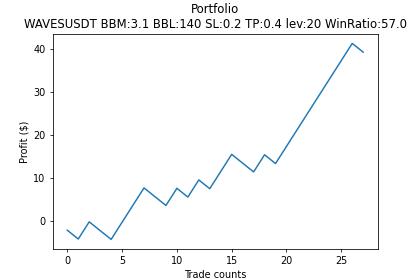 Portfolio
WAVESUSDT BBM:3.1 BBL:140 SL:0.2 TP:0.4 lev:20 WinRatio:57.0
40
30
20
10
0
Profit ($)
0 5 10 15 20 25
Trade counts